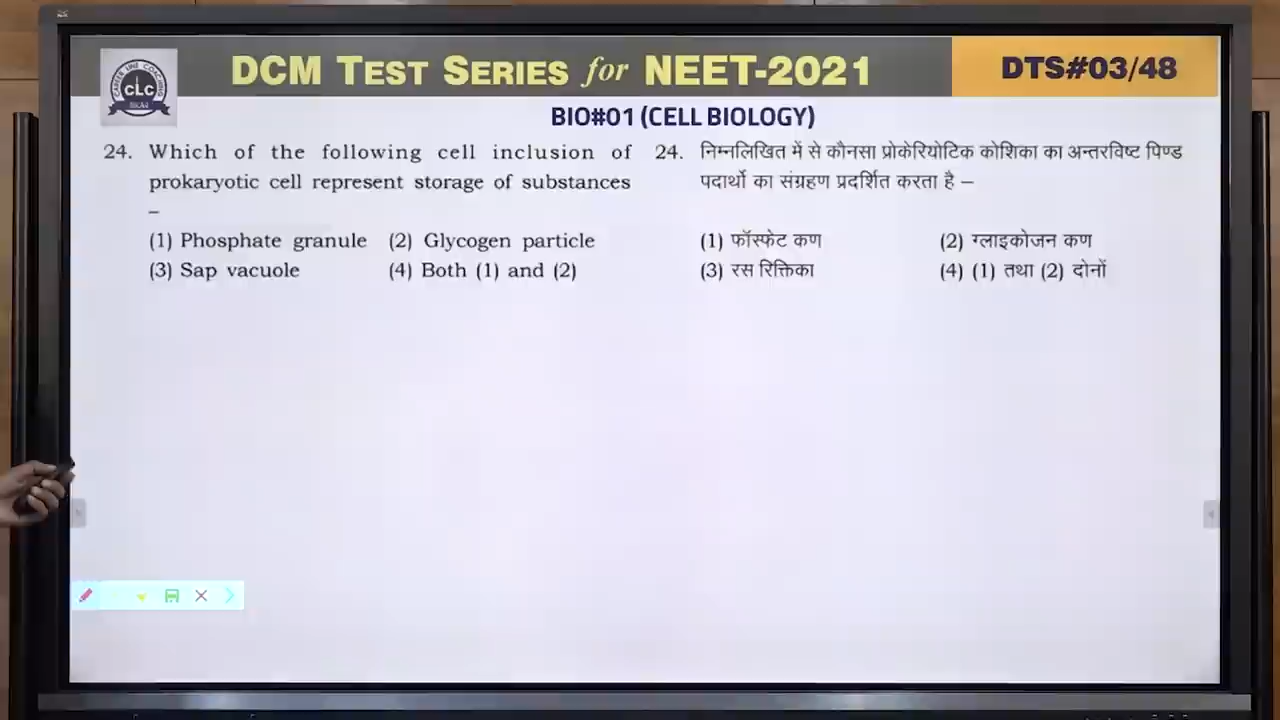 DCM TEST SERIES for NEET-2021
DTS#03/48
CLC
BIO#01 (CELL BIOLOGY)
24. Which of the following cell inclusion of
prokaryotic cell represent storage of substances
–
(1) Phosphate granule (2) Glycogen particle
(3) Sap vacuole (4) Both (1) and (2)
24. निम्नलिखित में से कौनसा प्रोकेरियोटिक कोशिका का अन्तरविष्ट पिण्ड
पदार्थो का संग्रहण प्रदर्शित करता है –
(1) फॉस्फेट कण (2) ग्लाइकोजन कण
(3) रस रिक्तिका (4) (1) तथा (2) दोनों